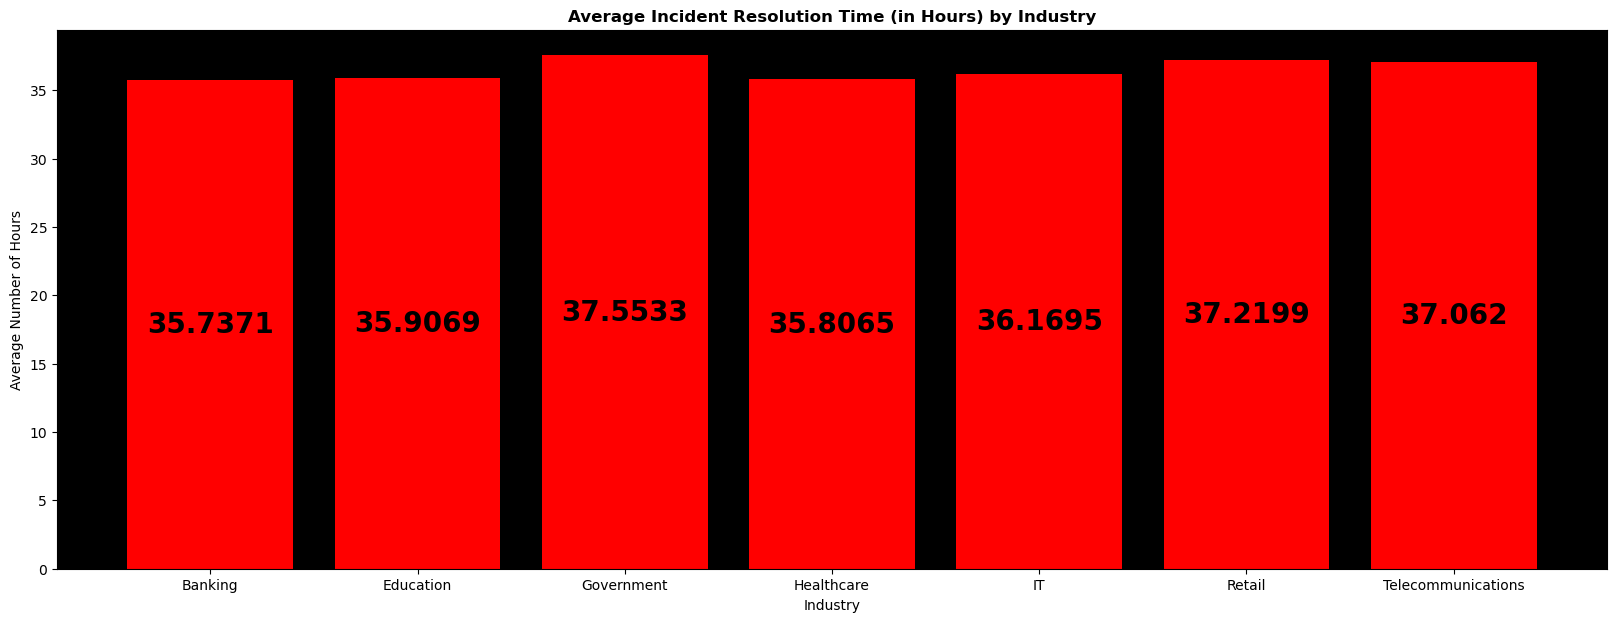 Average Incident Resolution Time (in Hours) by Industry
Average Number of Hours
35
30
25
20
15
10
5
0
35.7371
35.9069
37.5533
35.8065
36.1695
37.2199
37.062
Banking
Education
Government
Healthcare
IT
Retail
Telecommunications
Industry